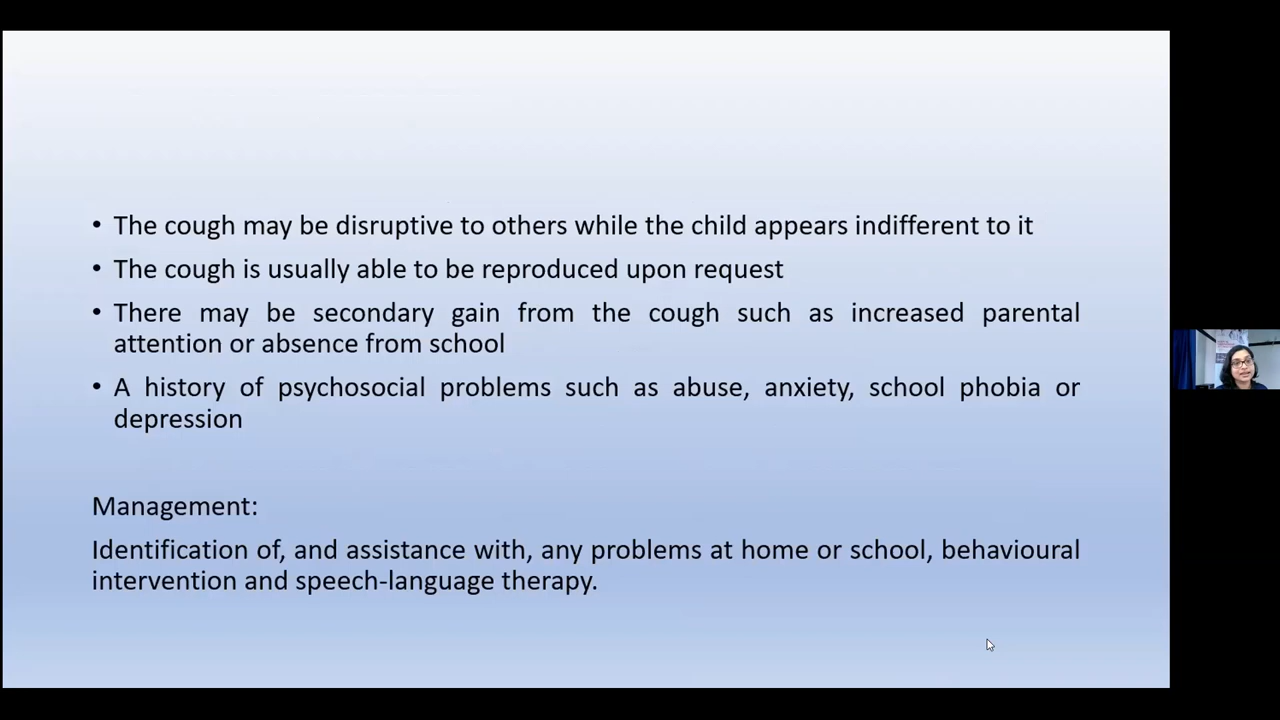 • The cough may be disruptive to others while the child appears indifferent to it
• The cough is usually able to be reproduced upon request
• There may be secondary gain from the cough such as increased parental
attention or absence from school
• A history of psychosocial problems such as abuse, anxiety, school phobia or
depression
Management:
Identification of, and assistance with, any problems at home or school, behavioural
intervention and speech-language therapy.